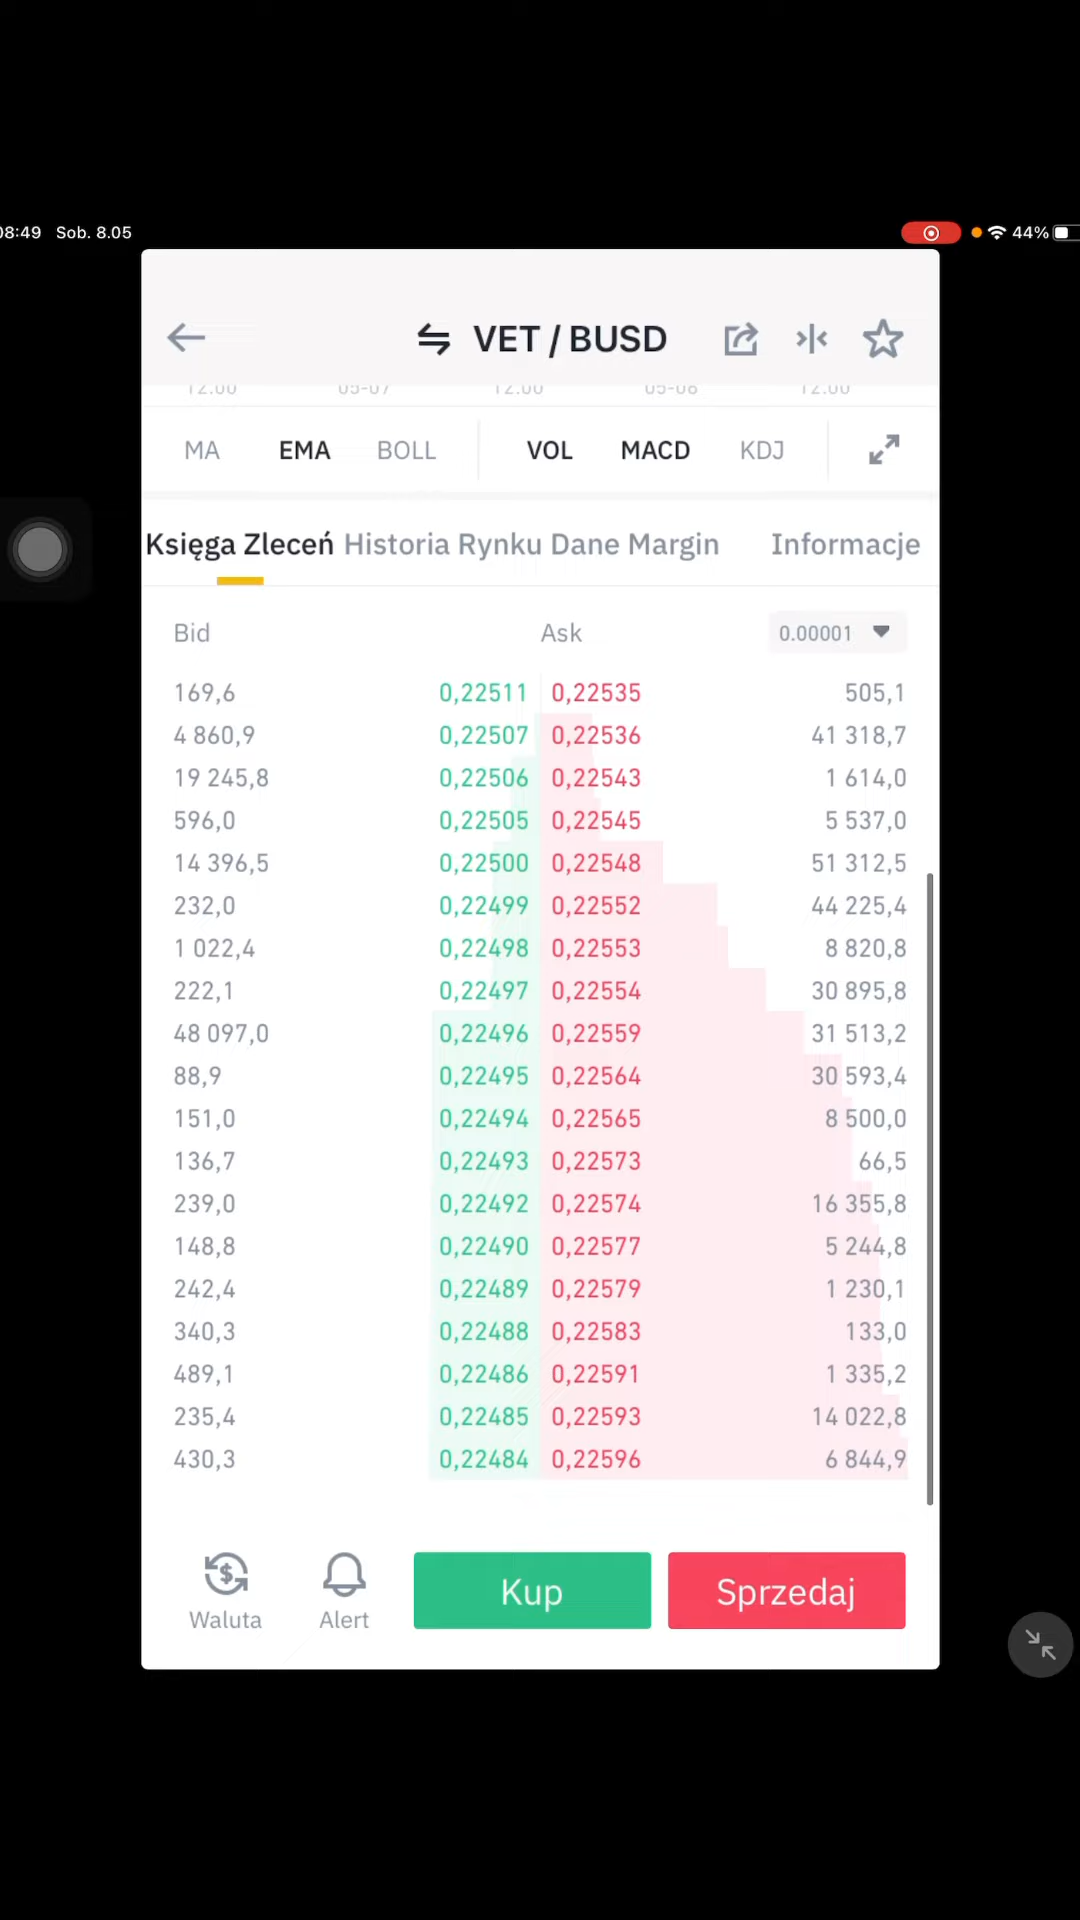 08:49 Sob. 8.05 44%
VET / BUSD
12:00 05-07 12:00 05-08 12:00
MA EMA BOLL VOL MACD KDJ
Księga Zleceń Historia Rynku Dane Margin Informacje
Bid Ask 0.00001
169,6 0,22511 0,22535 505,1
4 860,9 0,22507 0,22536 41 318,7
19 245,8 0,22506 0,22543 1 614,0
596,0 0,22505 0,22545 5 537,0
14 396,5 0,22500 0,22548 51 312,5
232,0 0,22499 0,22552 44 225,4
1 022,4 0,22498 0,22553 8 820,8
222,1 0,22497 0,22554 30 895,8
48 097,0 0,22496 0,22559 31 513,2
88,9 0,22495 0,22564 30 593,4
151,0 0,22494 0,22565 8 500,0
136,7 0,22493 0,22573 66,5
239,0 0,22492 0,22574 16 355,8
148,8 0,22490 0,22577 5 244,8
242,4 0,22489 0,22579 1 230,1
340,3 0,22488 0,22583 133,0
489,1 0,22486 0,22591 1 335,2
235,4 0,22485 0,22593 14 022,8
430,3 0,22484 0,22596 6 844,9
Waluta Alert Kup Sprzedaj